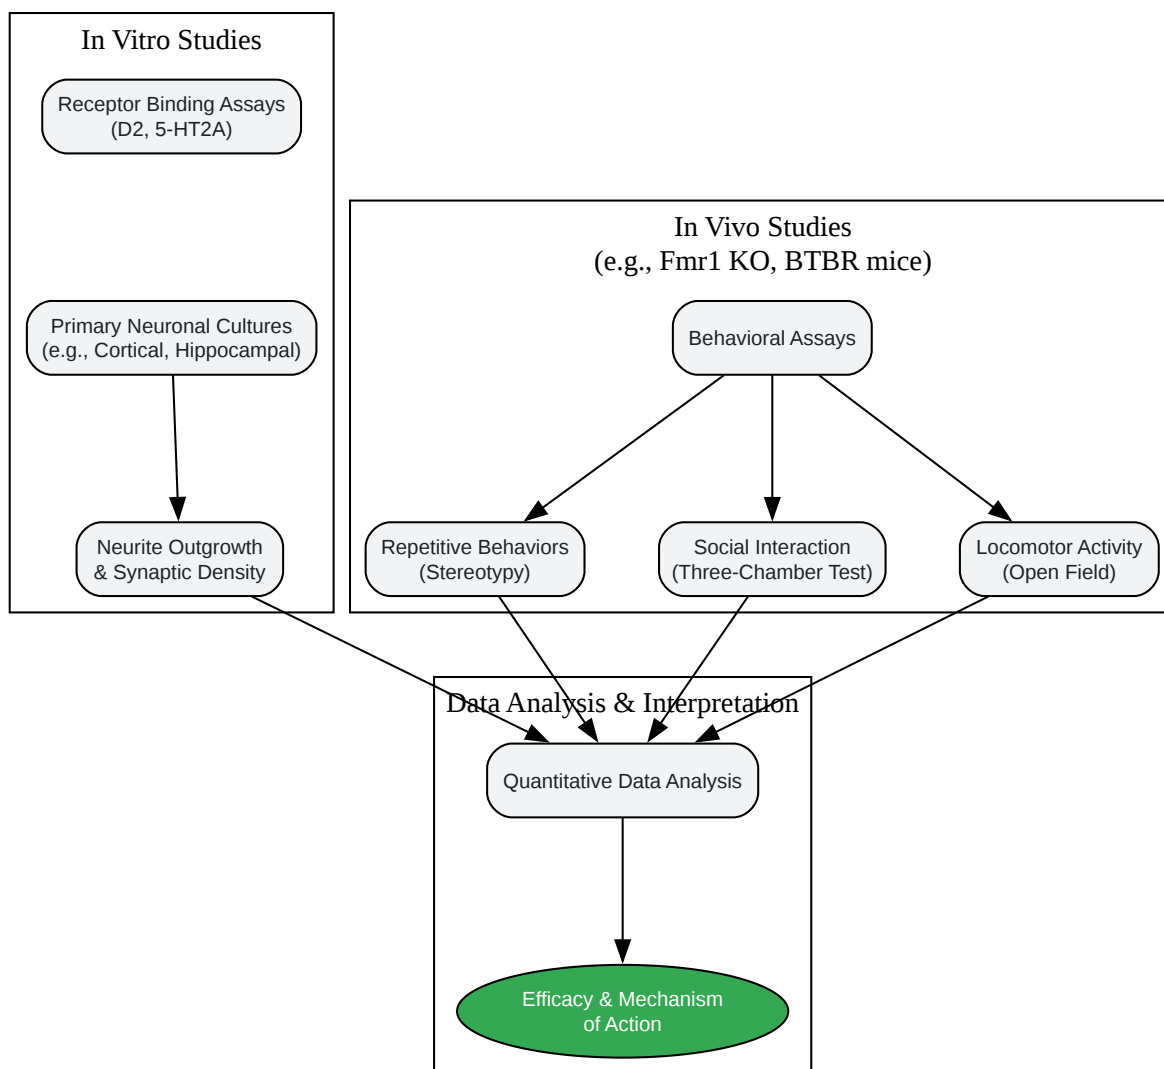 In Vitro Studies
Receptor Binding Assays
(D2, 5-HT2A)
Primary Neuronal Cultures
(e.g., Cortical, Hippocampal)
Neurite Outgrowth
& Synaptic Density
In Vivo Studies
(e.g., Fmr1 KO, BTBR mice)
Behavioral Assays
Repetitive Behaviors
(Stereotypy)
Social Interaction
(Three-Chamber Test)
Locomotor Activity
(Open Field)
Data Analysis & Interpretation
Quantitative Data Analysis
Efficacy & Mechanism
of Action